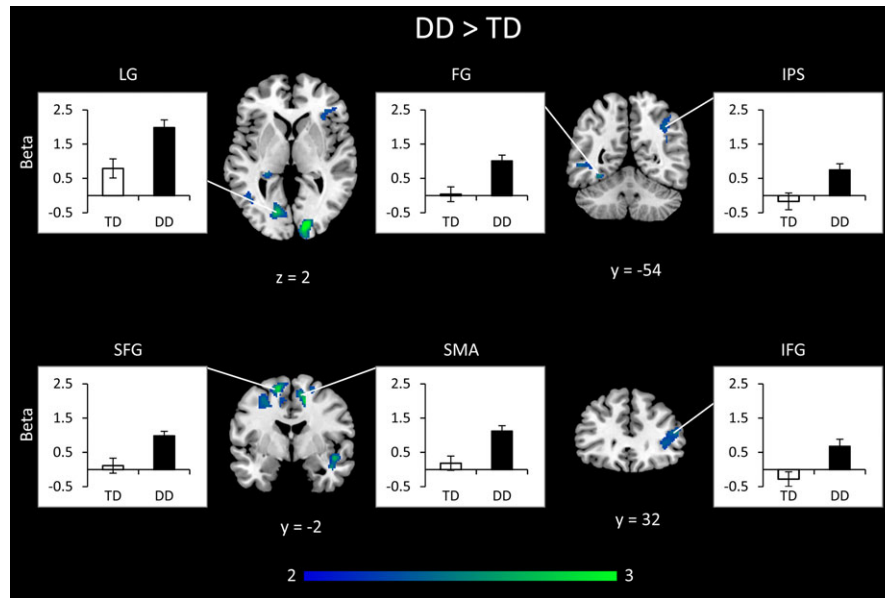 DD > TD
LG
FG
IPS
Beta
2.5
1.5
0.5
-0.5
TD DD
2.5
1.5
0.5
-0.5
TD DD
2.5
1.5
0.5
-0.5
TD DD
z = 2
y = -54
SFG
SMA
IFG
Beta
2.5
1.5
0.5
-0.5
TD DD
2.5
1.5
0.5
-0.5
TD DD
2.5
1.5
0.5
-0.5
TD DD
y = -2
y = 32
2 3